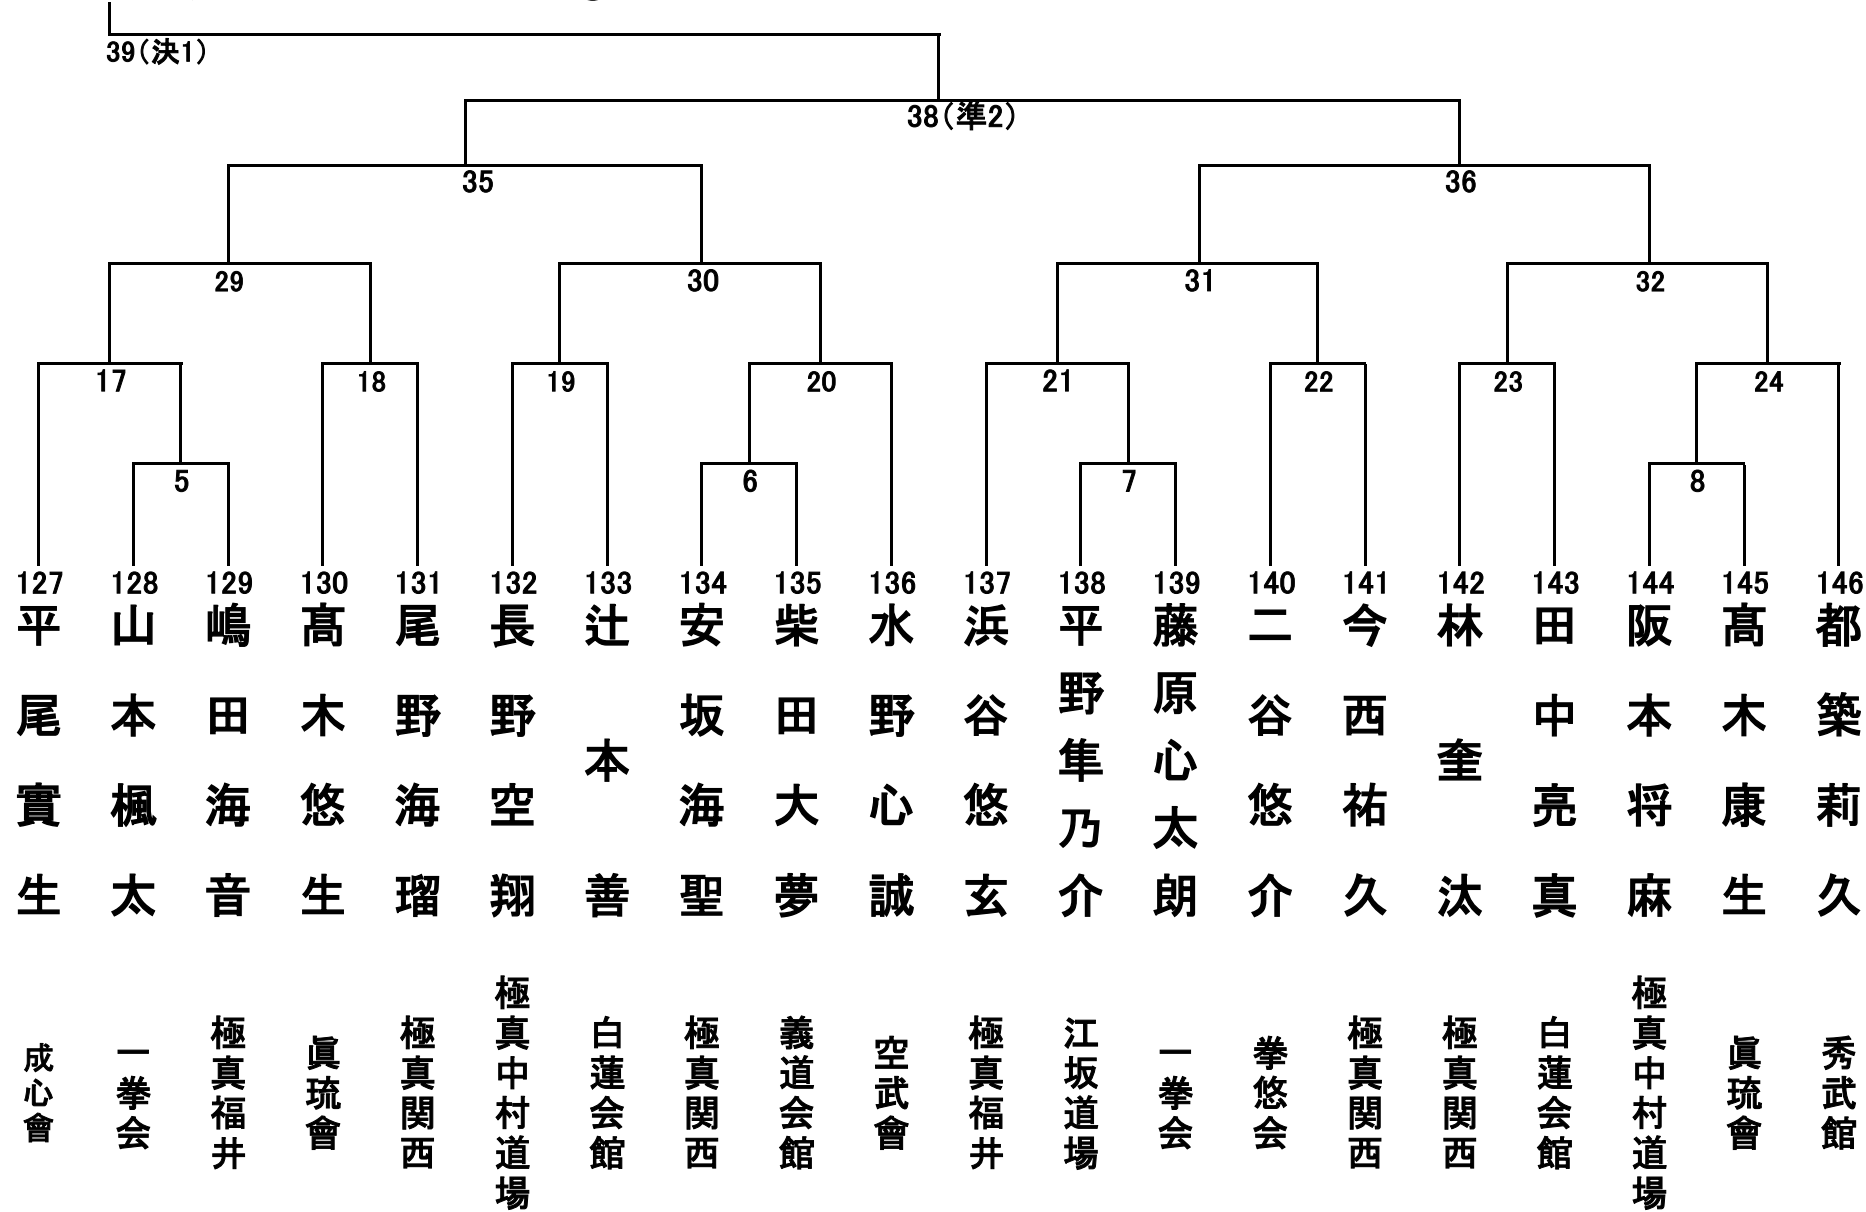 39(決1)
38(準2)
35
36
29
30
31
32
17
18
19
20
21
22
23
24
5
6
7
8
127
128
129
130
131
132
133
134
135
136
137
138
139
140
141
142
143
144
145
146
平尾實生
山本楓太
嶋田海音
髙木悠生
尾野海瑠
長野空翔
辻本善
安坂海聖
柴田大夢
水野心誠
浜谷悠玄
平野隼乃介
藤原心太朗
二谷悠介
今西祐久
林奎汰
田中亮真
阪本将麻
髙木康生
都築莉久
成心會
一拳会
極真福井
眞琉會
極真関西
極真中村道場
白蓮会館
極真関西
義道会館
空武會
極真福井
江坂道場
一拳会
拳悠会
極真関西
極真関西
白蓮会館
極真中村道場
眞琉會
秀武館